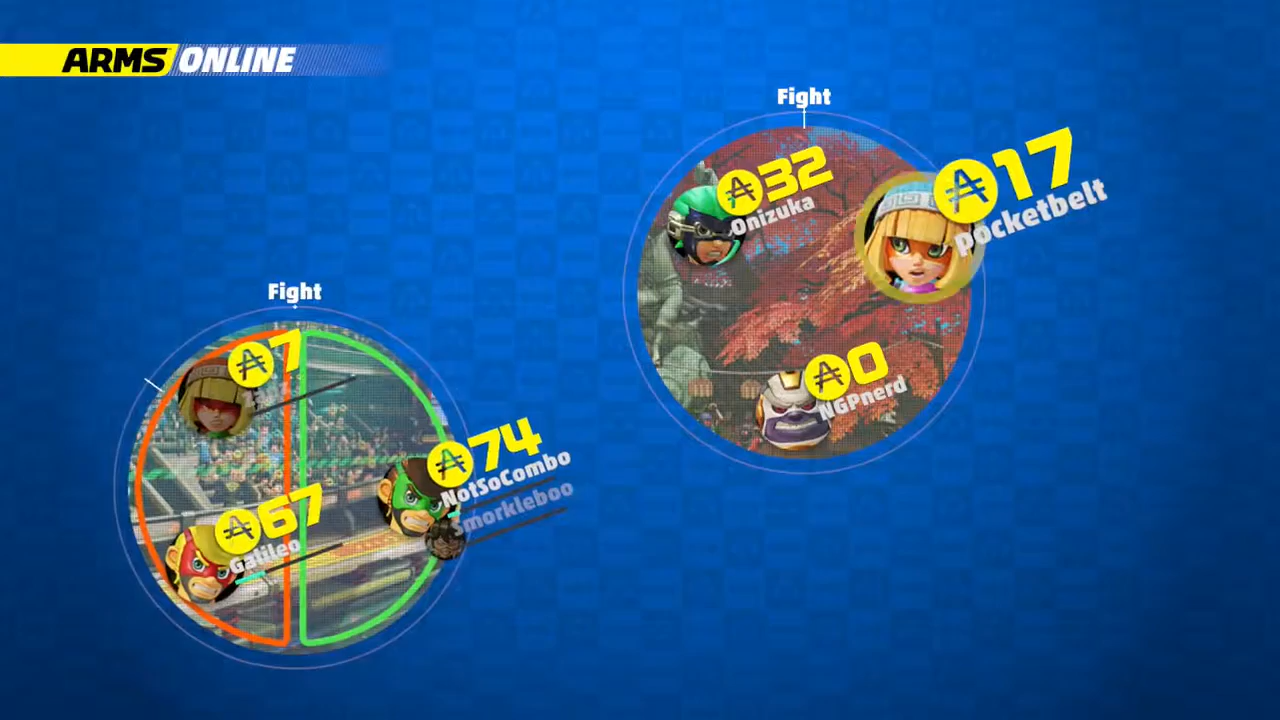 ARMS ONLINE
Fight
32
Onizuka
17
pocketbelt
0
NGPnerd
Fight
7
74
NotSoCombo
Smorkleboo
67
Galileo